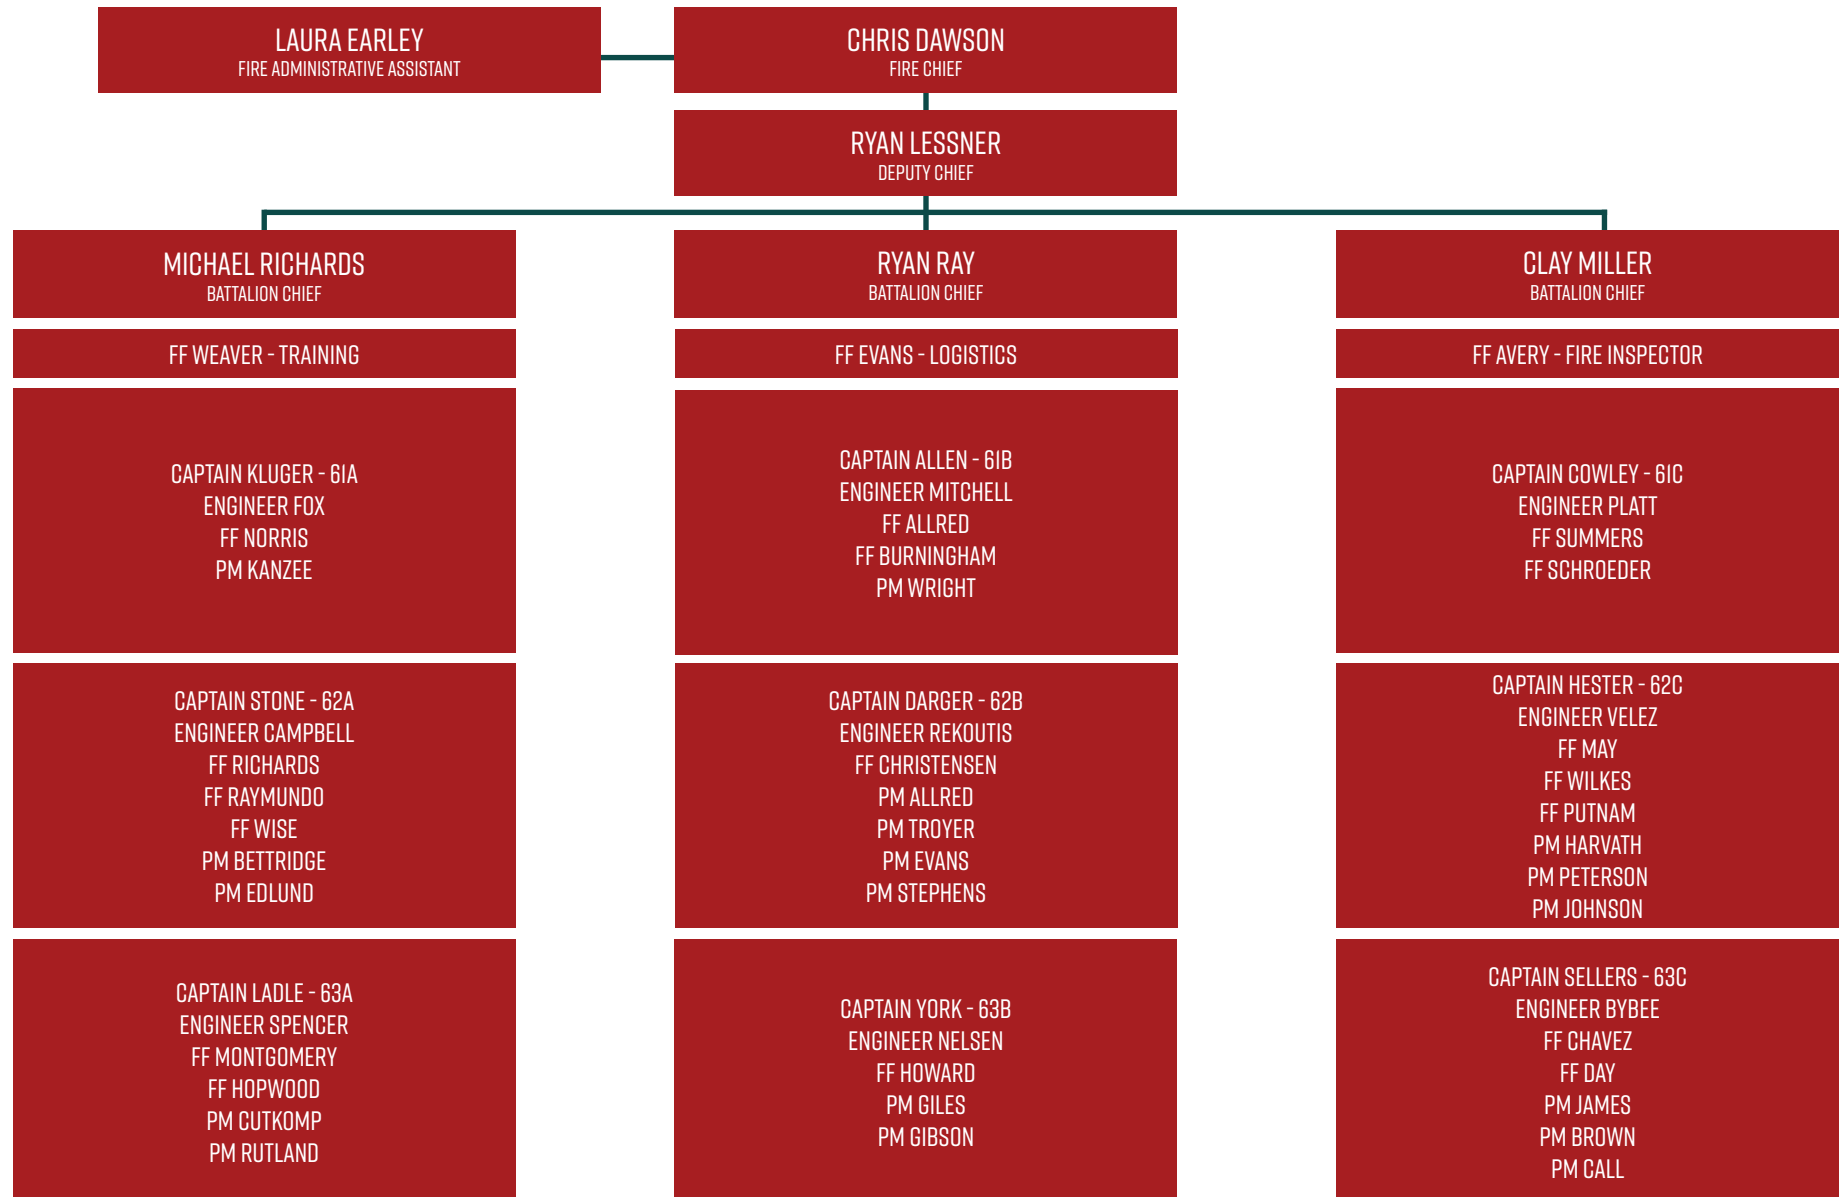 LAURA EARLEY
FIRE ADMINISTRATIVE ASSISTANT
CHRIS DAWSON
FIRE CHIEF
RYAN LESSNER
DEPUTY CHIEF
MICHAEL RICHARDS
BATTALION CHIEF
FF WEAVER - TRAINING
CAPTAIN KLUGER - 61A
ENGINEER FOX
FF NORRIS
PM KANZEE
CAPTAIN STONE - 62A
ENGINEER CAMPBELL
FF RICHARDS
FF RAYMUNDO
FF WISE
PM BETTRIDGE
PM EDLUND
CAPTAIN LADLE - 63A
ENGINEER SPENCER
FF MONTGOMERY
FF HOPWOOD
PM CUTKOMP
PM RUTLAND
RYAN RAY
BATTALION CHIEF
FF EVANS - LOGISTICS
CAPTAIN ALLEN - 61B
ENGINEER MITCHELL
FF ALLRED
FF BURNINGHAM
PM WRIGHT
CAPTAIN DARGER - 62B
ENGINEER REKOUTIS
FF CHRISTENSEN
PM ALLRED
PM TROYER
PM EVANS
PM STEPHENS
CAPTAIN YORK - 63B
ENGINEER NELSEN
FF HOWARD
PM GILES
PM GIBSON
CLAY MILLER
BATTALION CHIEF
FF AVERY - FIRE INSPECTOR
CAPTAIN COWLEY - 61C
ENGINEER PLATT
FF SUMMERS
FF SCHROEDER
CAPTAIN HESTER - 62C
ENGINEER VELEZ
FF MAY
FF WILKES
FF PUTNAM
PM HARVATH
PM PETERSON
PM JOHNSON
CAPTAIN SELLERS - 63C
ENGINEER BYBEE
FF CHAVEZ
FF DAY
PM JAMES
PM BROWN
PM CALL